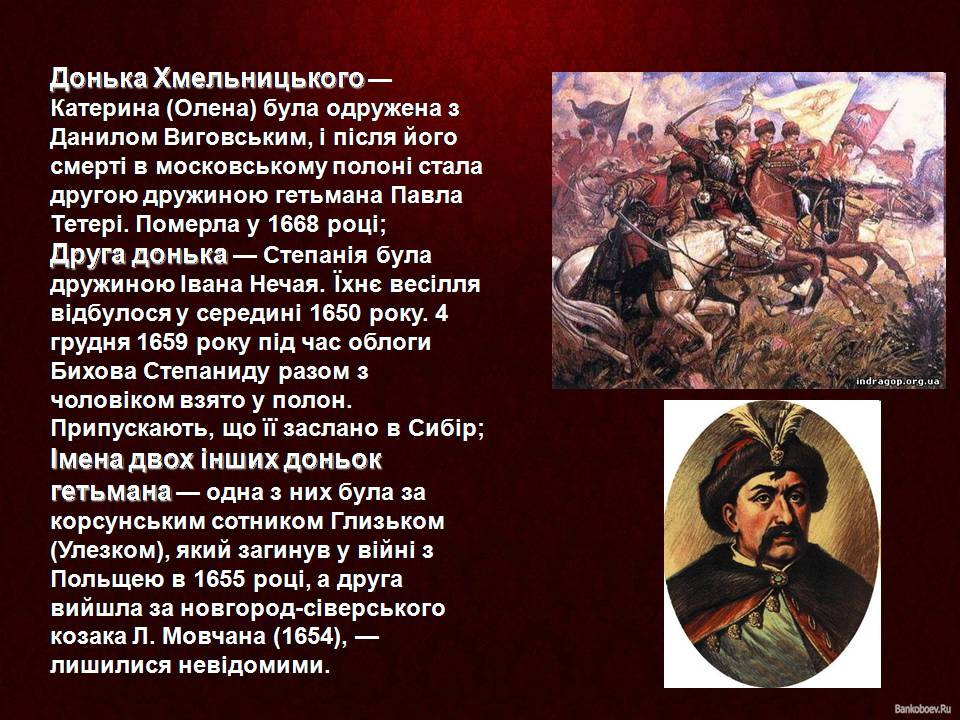 Донька Хмельницького —
Катерина (Олена) була одружена з
Данилом Виговським, і після його
смерті в московському полоні стала
другою дружиною гетьмана Павла
Тетері. Померла у 1668 році;
Друга донька — Степанія була
дружиною Івана Нечая. Їхнє весілля
відбулося у середині 1650 року. 4
грудня 1659 року під час облоги
Бихова Степаниду разом з
чоловіком взято у полон.
Припускають, що її заслано в Сибір;
Імена двох інших доньок
гетьмана — одна з них була за
корсунським сотником Глизьком
(Улезком), який загинув у війні з
Польщею в 1655 році, а друга
вийшла за новгород-сіверського
козака Л. Мовчана (1654), —
лишилися невідомими.
indragop.org.ua
Bankoboev.Ru